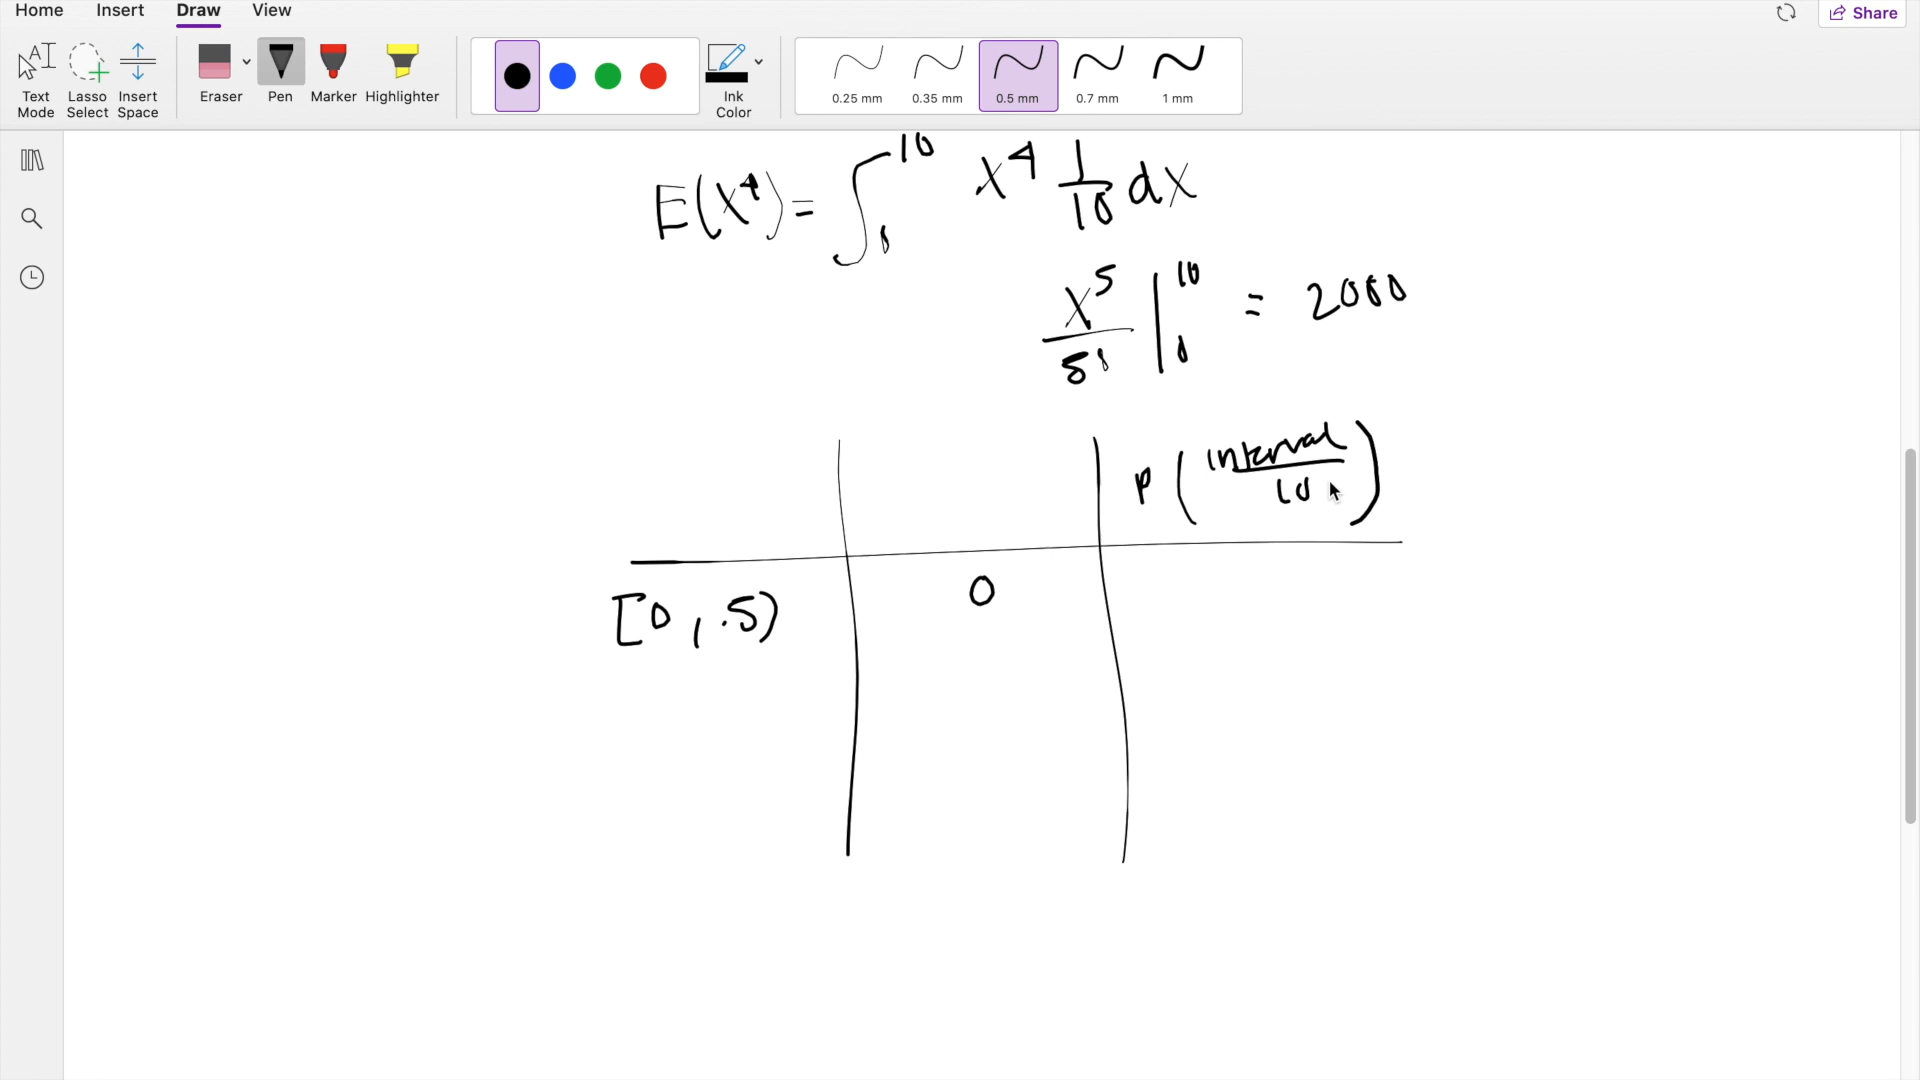 Home Insert Draw View Share
Text Mode Lasso Select Insert Space Eraser Pen Marker Highlighter Ink Color 0.25 mm 0.35 mm 0.5 mm 0.7 mm 1 mm
E(X⁴) = ∫₀¹⁰ x⁴ 1/10 dx
x⁵/50 |₀¹⁰ = 2000
P(interval/10)
[0, .5) 0